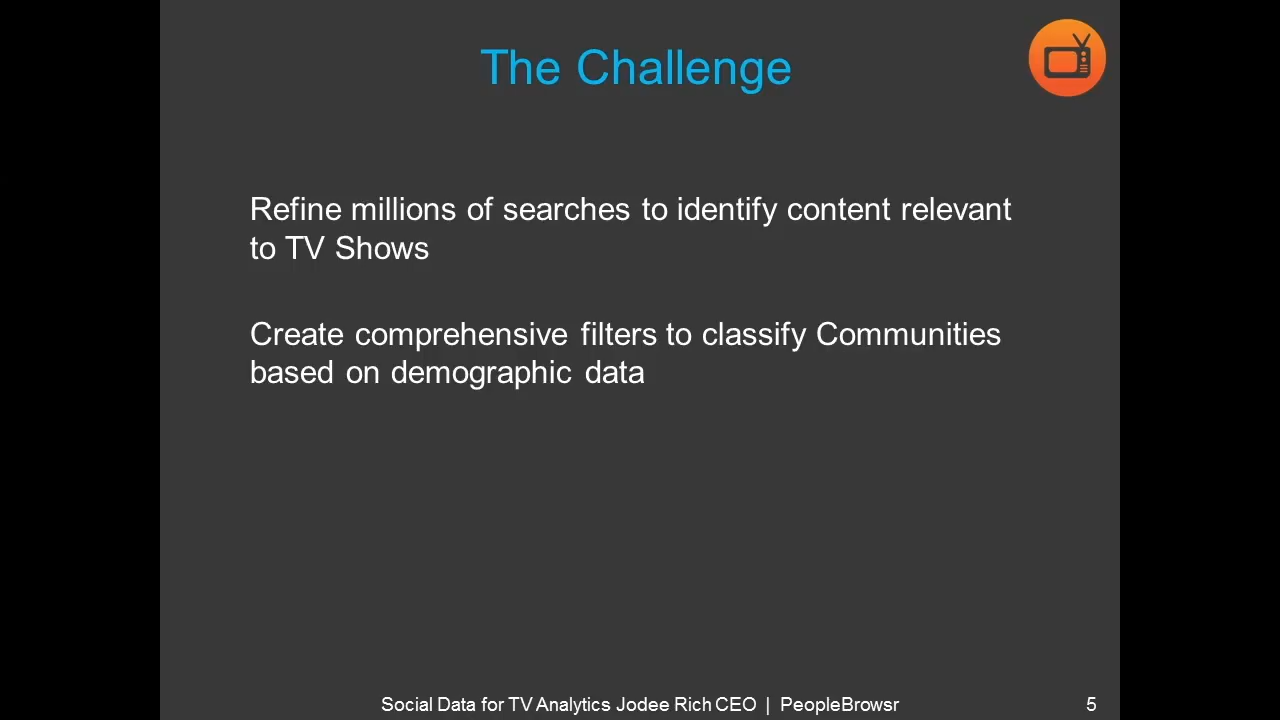 The Challenge
Refine millions of searches to identify content relevant
to TV Shows
Create comprehensive filters to classify Communities
based on demographic data
Social Data for TV Analytics Jodee Rich CEO | PeopleBrowsr
5